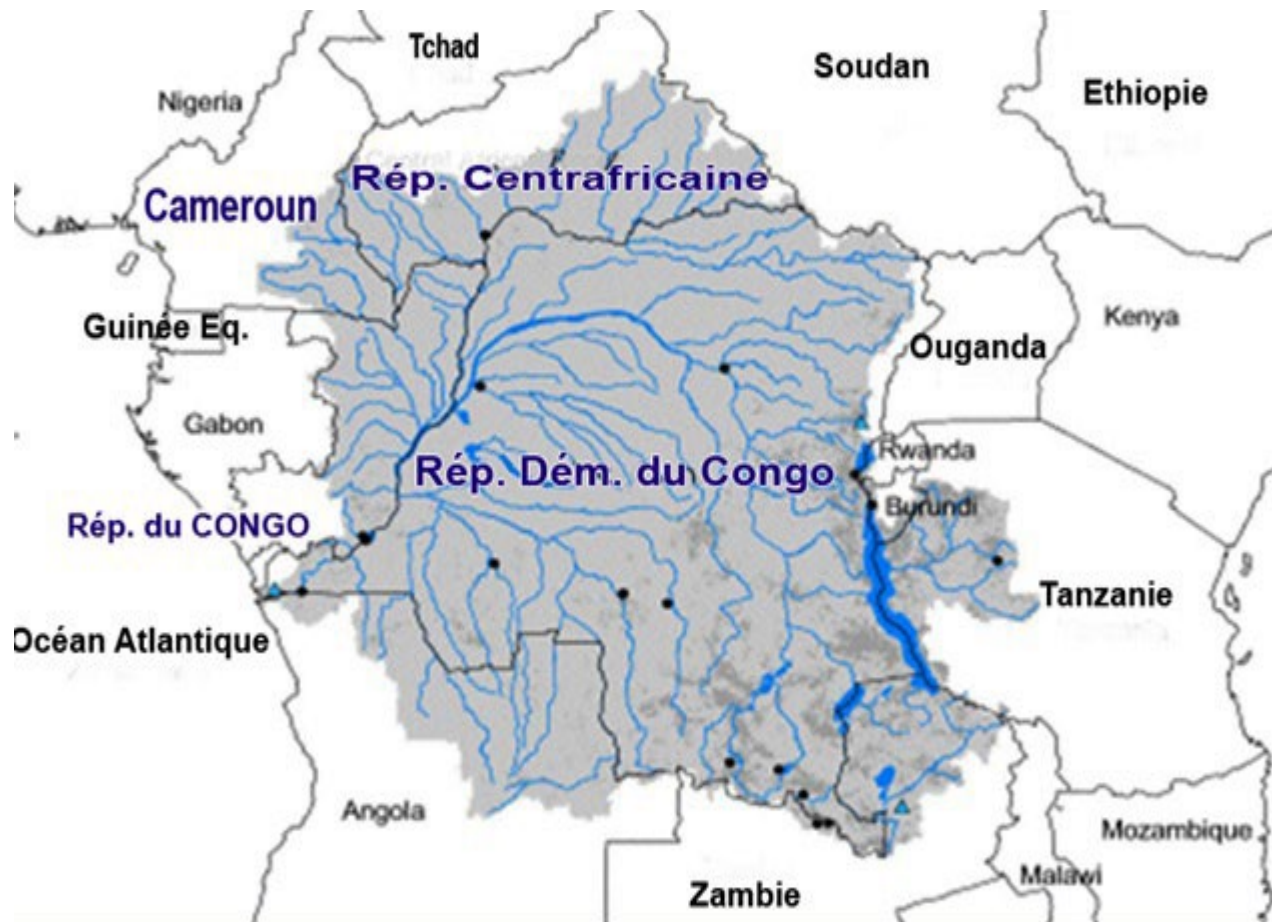 Tchad
Soudan
Nigeria
Ethiopie
Rép. Centrafricaine
Cameroun
Guinée Eq.
Kenya
Ouganda
Gabon
Rwanda
Rép. Dém. du Congo
Burundi
Rép. du CONGO
Tanzanie
Océan Atlantique
Angola
Mozambique
Malawi
Zambie